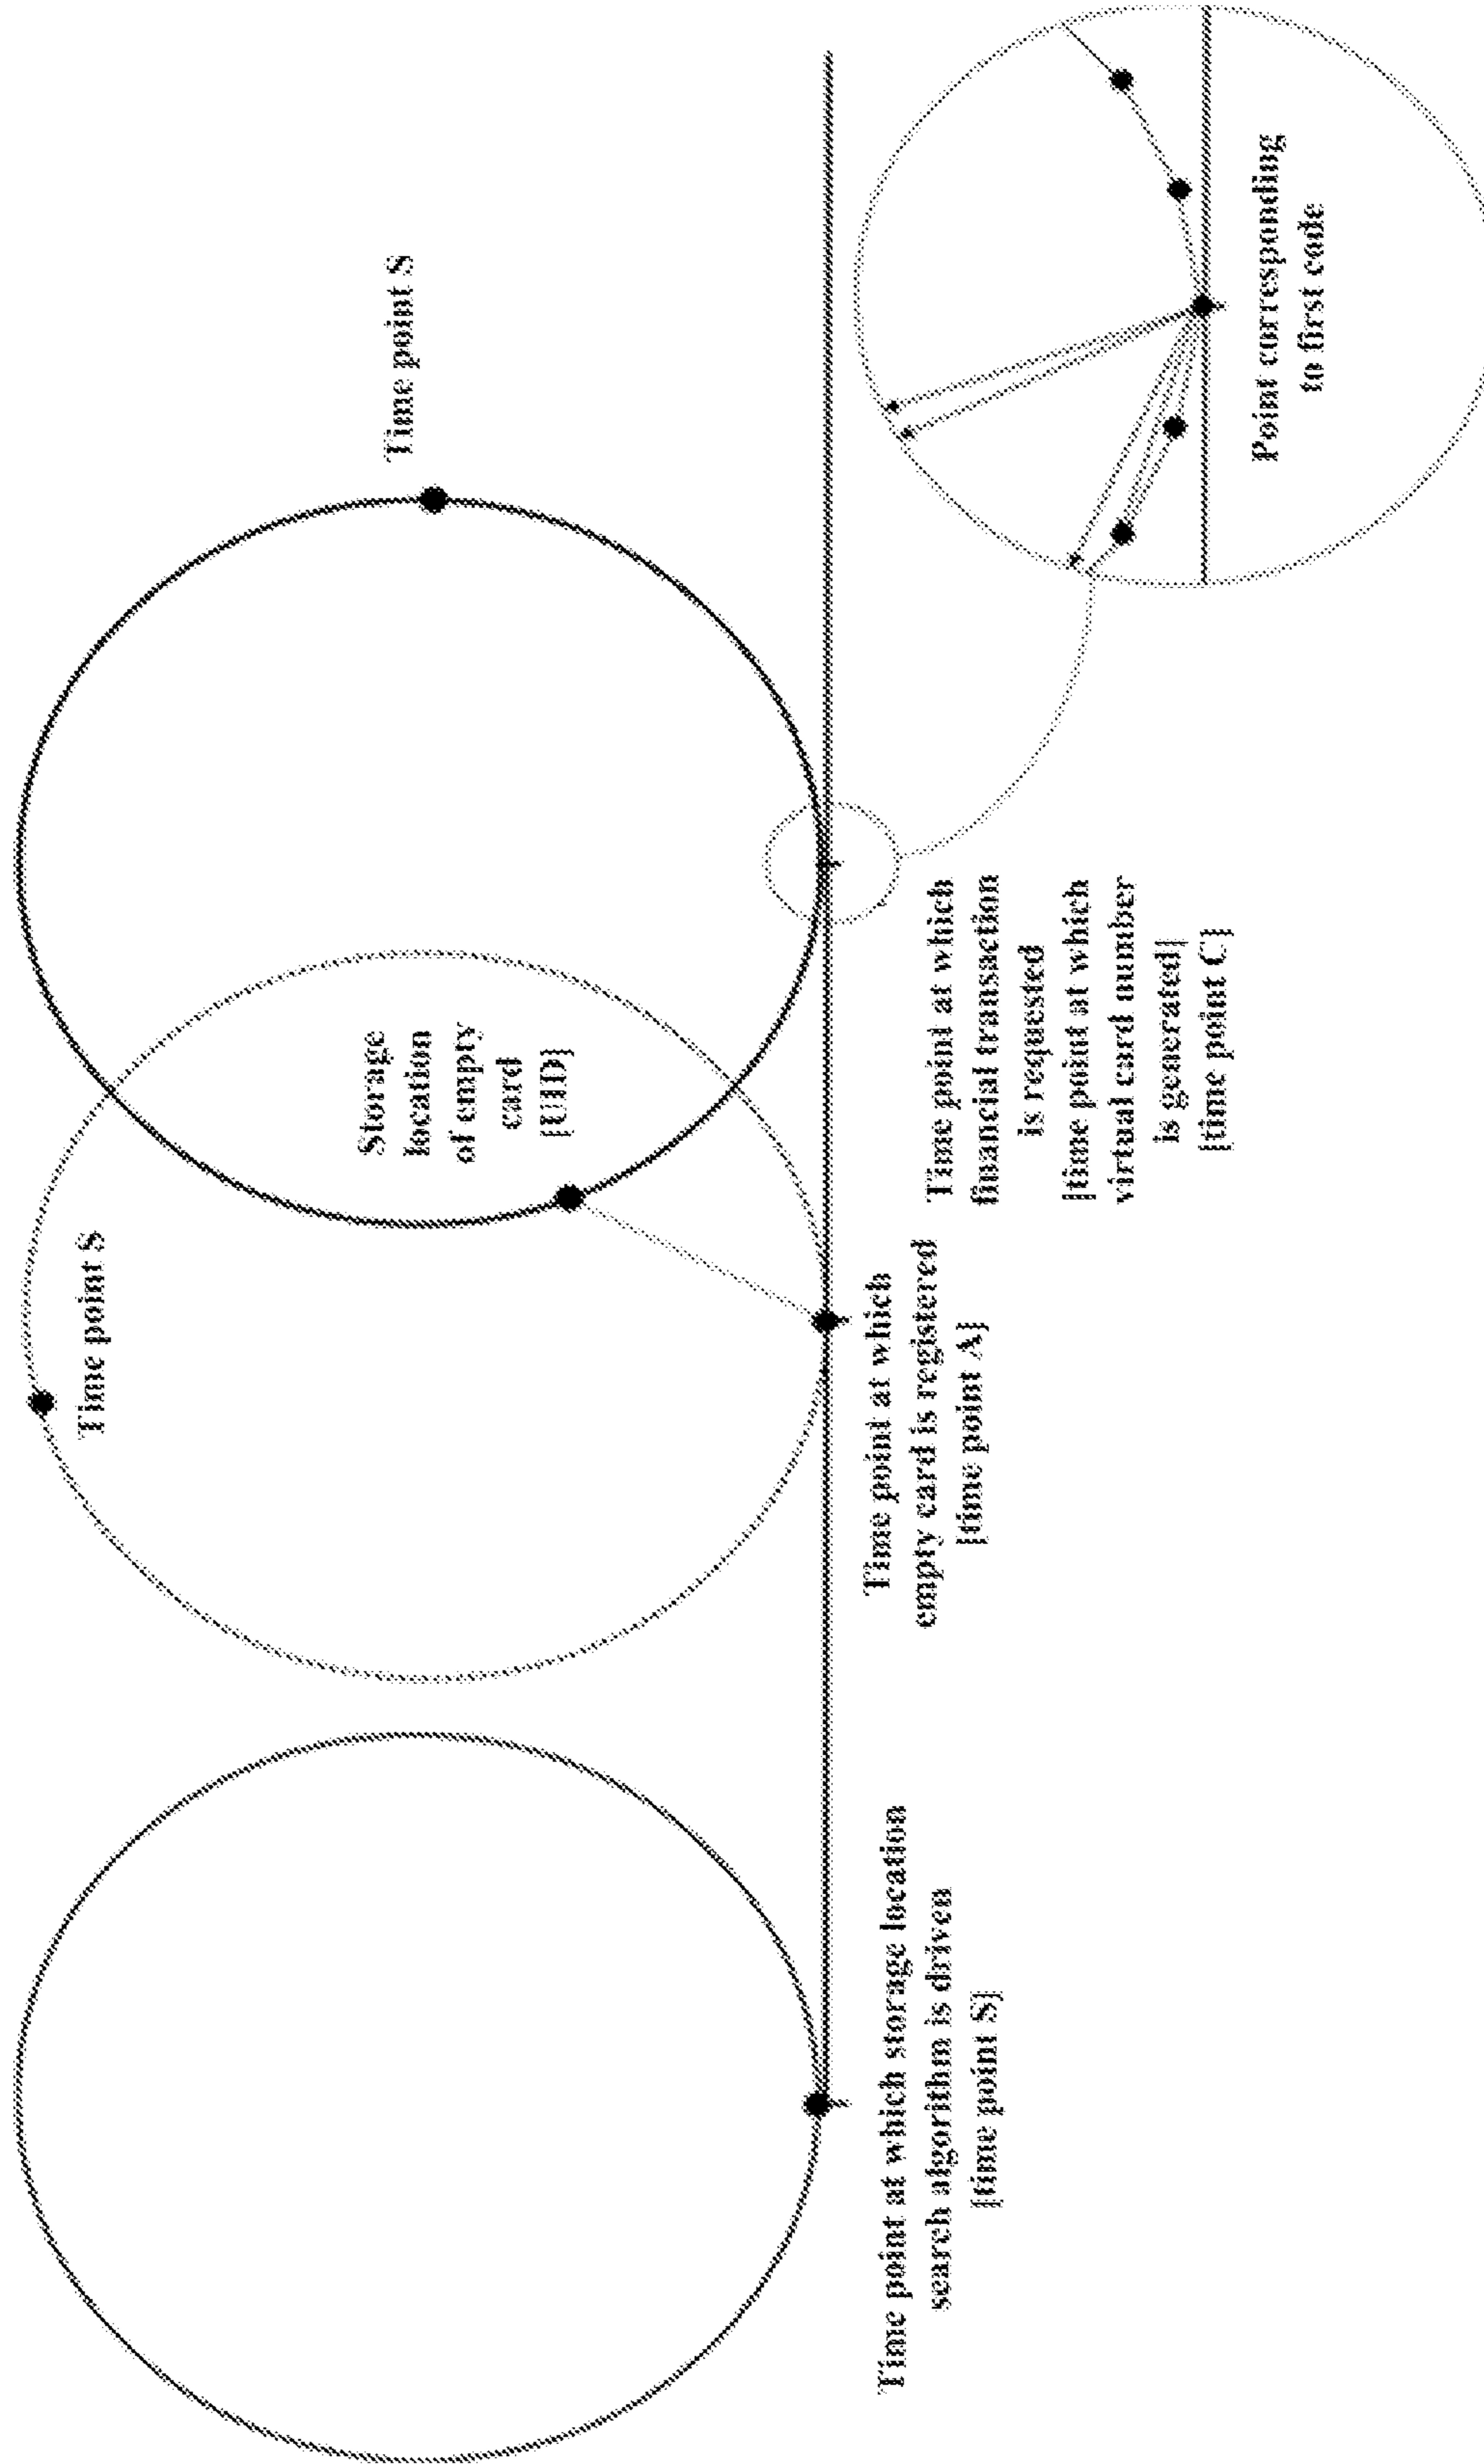 Time point at which storage location
search algorithm is driven
[time point S]
Time point S
Time point at which
empty card is registered
[time point A]
Storage
location
of empty
card
[UID]
Time point S
Time point at which
financial transaction
is requested
[time point at which
virtual card number
is generated]
[time point C]
Point corresponding
to first code